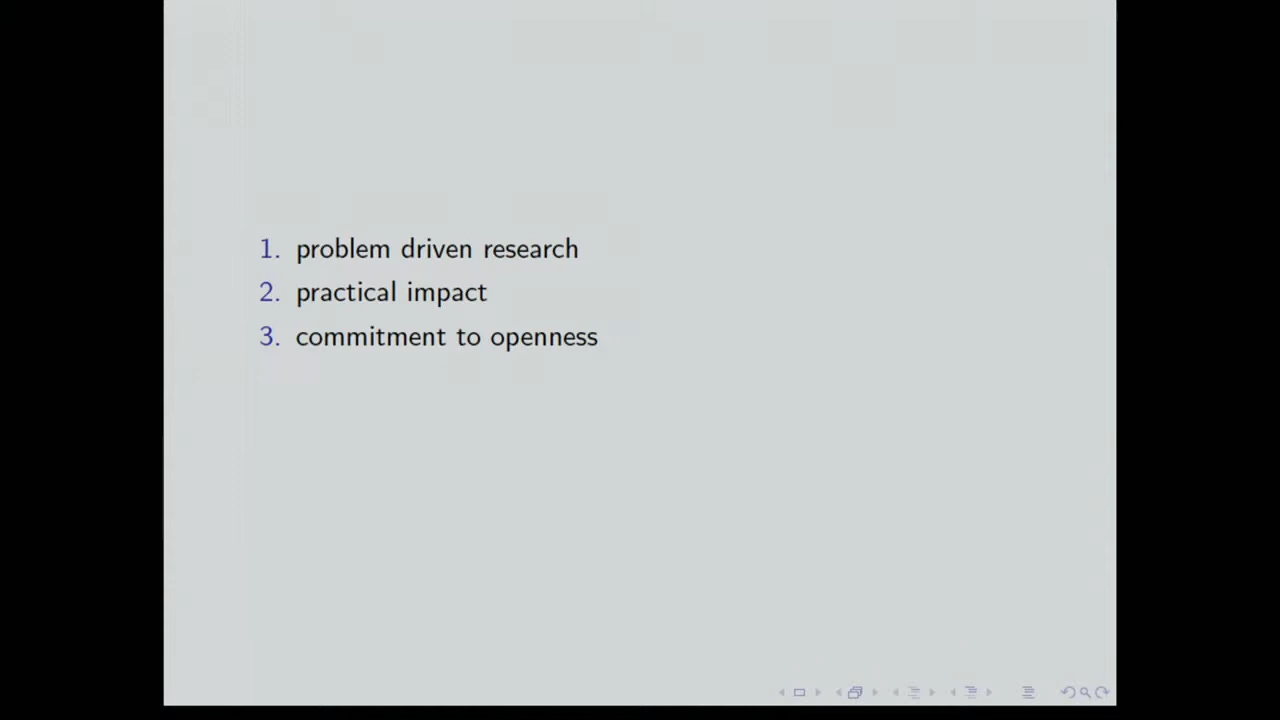 1. problem driven research
2. practical impact
3. commitment to openness